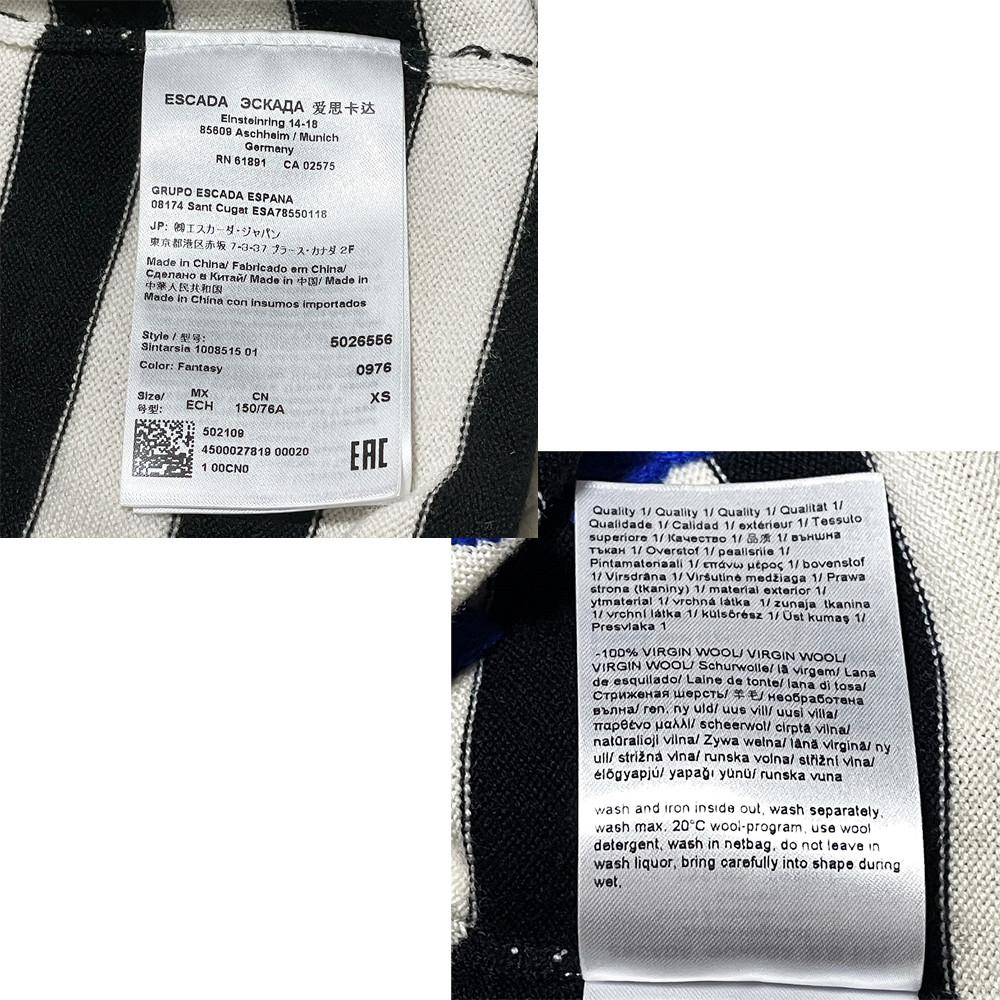 ESCADA ЭСКАДА 爱思卡达
Einsteinring 14-18
85609 Aschheim / Munich
Germany
RN 61891 CA 02575
GRUPO ESCADA ESPANA
08174 Sant Cugat ESA78550118
JP: ㈱エスカーダ・ジャパン
東京都港区赤坂 7-3-37 プラース・カナダ 2F
Made in China/ Fabricado em China/
Сделано в Китай/ Made in 中国/ Made in
中華人民共和国
Made in China con insumos importados
Style / 型号: 5026556
Sintarsia 1008515 01
Color: Fantasy 0976
Size/ MX CN XS
号型: ECH 150/76A
502109
4500027819 00020
1 00CN0
EAC
Quality 1/ Quality 1/ Quality 1/ Qualität 1/
Qualidade 1/ Calidad 1/ extérieur 1/ Tessuto
superiore 1/ Качество 1/ 品质 1/ външна
тъкан 1/ Overstof 1/ pealisriie 1/
Pintamateriaali 1/ επάνω μέρος 1/ bovenstof
1/ Virsdrāna 1/ Viršutinė medžiaga 1/ Prawa
strona (tkaniny) 1/ material exterior 1/
ytmaterial 1/ vrchná látka 1/ zunaja tkanina
1/ vrchní látka 1/ külsőrész 1/ Üst kumaş 1/
Presvlaka 1
-100% VIRGIN WOOL/ VIRGIN WOOL/
VIRGIN WOOL/ Schurwolle/ lã virgem/ Lana
de esquilado/ Laine de tonte/ lana di tosa/
Стриженая шерсть/ 羊毛/ необработена
вълна/ ren, ny uld/ uus vill/ uusi villa/
παρθένο μαλλί/ scheerwol/ cirptā vilna/
natūralioji vilna/ Żywa wełna/ lână virgină/ ny
ull/ strižná vlna/ runska volna/ střižní vlna/
élőgyapjú/ yapağı yünü/ runska vuna
wash and iron inside out, wash separately,
wash max. 20°C wool-program, use wool
detergent, wash in netbag, do not leave in
wash liquor, bring carefully into shape during
wet,